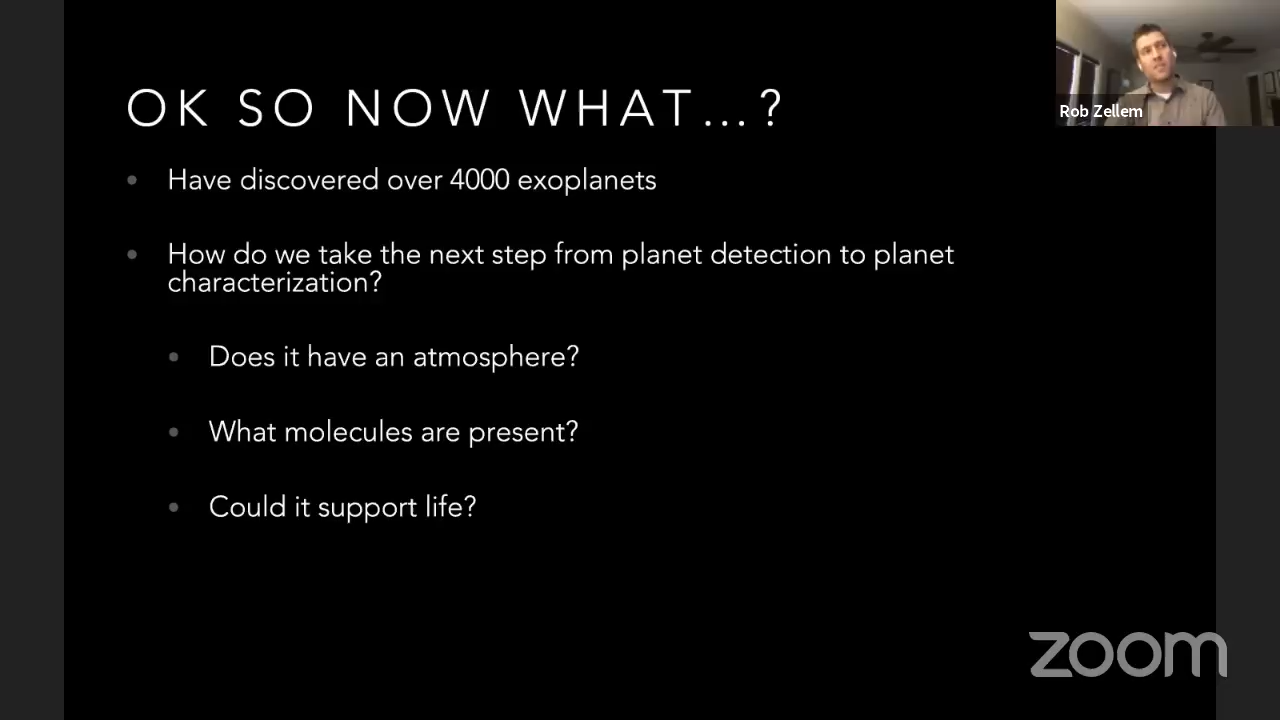 OK SO NOW WHAT...?
Rob Zellem
Have discovered over 4000 exoplanets
How do we take the next step from planet detection to planet
characterization?
Does it have an atmosphere?
What molecules are present?
Could it support life?
zoom